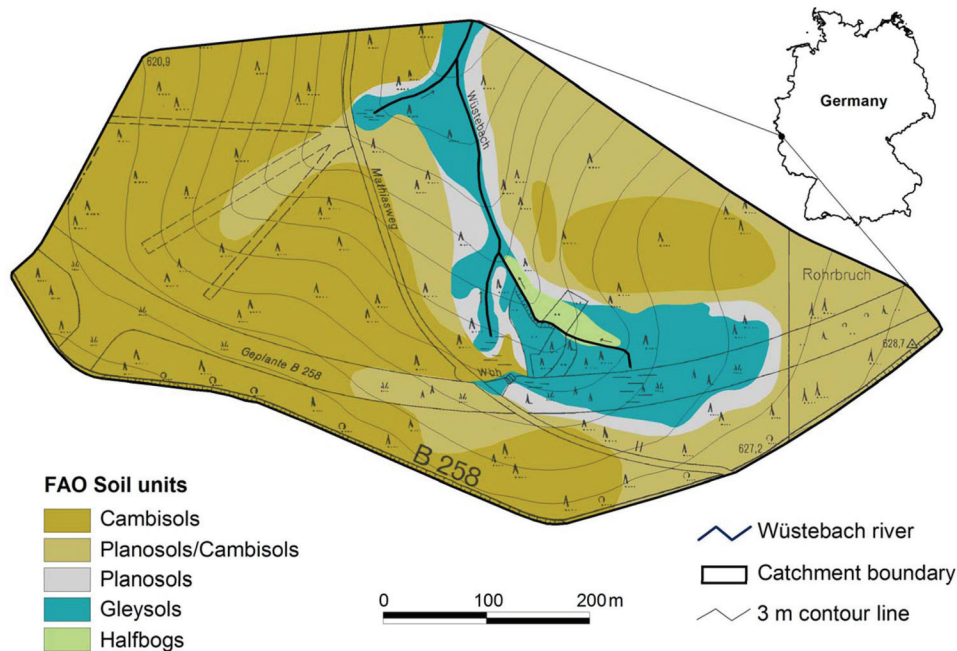 620,9
Wüstebach
Germany
Mathiasweg
Rohrbruch
628,7
Geplante B 258
Wbh
627,2
B 258
FAO Soil units
Cambisols
Planosols/Cambisols
Planosols
Gleysols
Halfbogs
0 100 200 m
Wüstebach river
Catchment boundary
3 m contour line